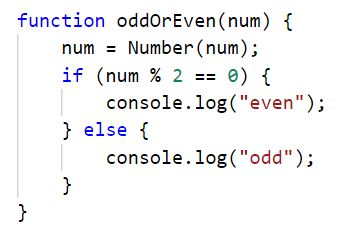 function oddOrEven(num) {
    num = Number(num);
    if (num % 2 == 0) {
        console.log("even");
    } else {
        console.log("odd");
    }
}